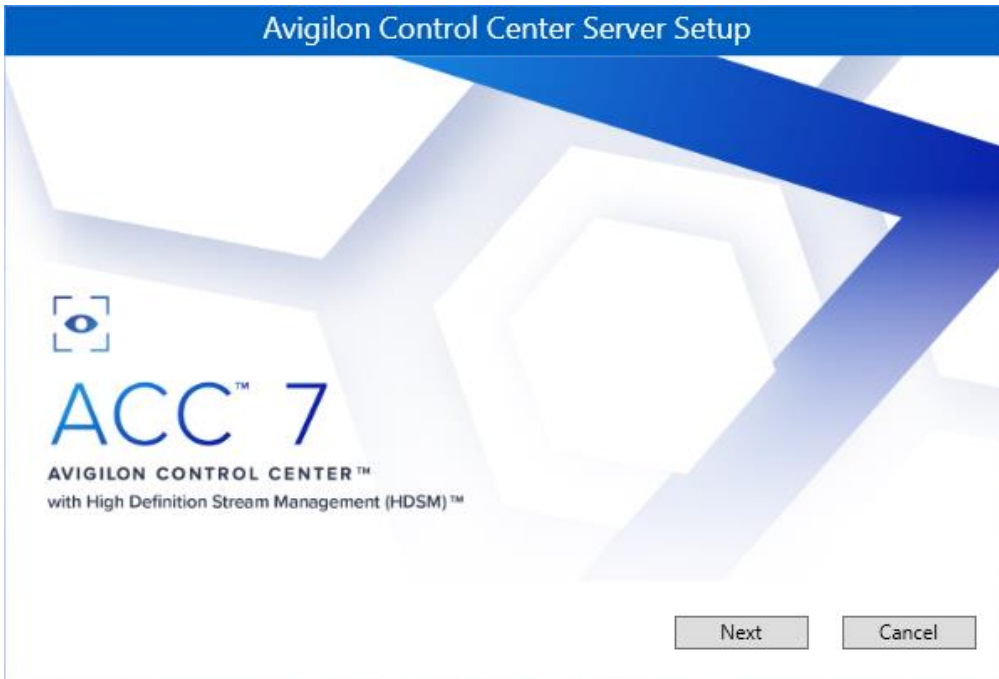 Avigilon Control Center Server Setup
ACC™ 7
AVIGILON CONTROL CENTER™
with High Definition Stream Management (HDSM)™
Next
Cancel